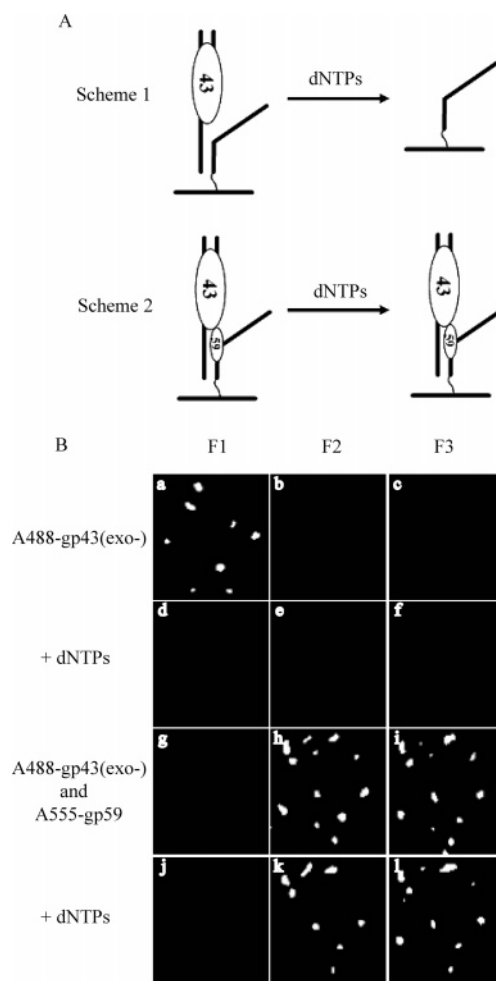 A
Scheme 1
43
dNTPs
Scheme 2
43
59
dNTPs
43
59
B
F1
F2
F3
A488-gp43(exo-)
a
b
c
+ dNTPs
d
e
f
A488-gp43(exo-)
and
A555-gp59
g
h
i
+ dNTPs
j
k
l